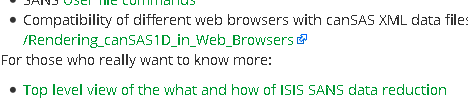 SANS User file commands
Compatibility of different web browsers with canSAS XML data files
/Rendering_canSAS1D_in_Web_Browsers
For those who really want to know more:
Top level view of the what and how of ISIS SANS data reduction